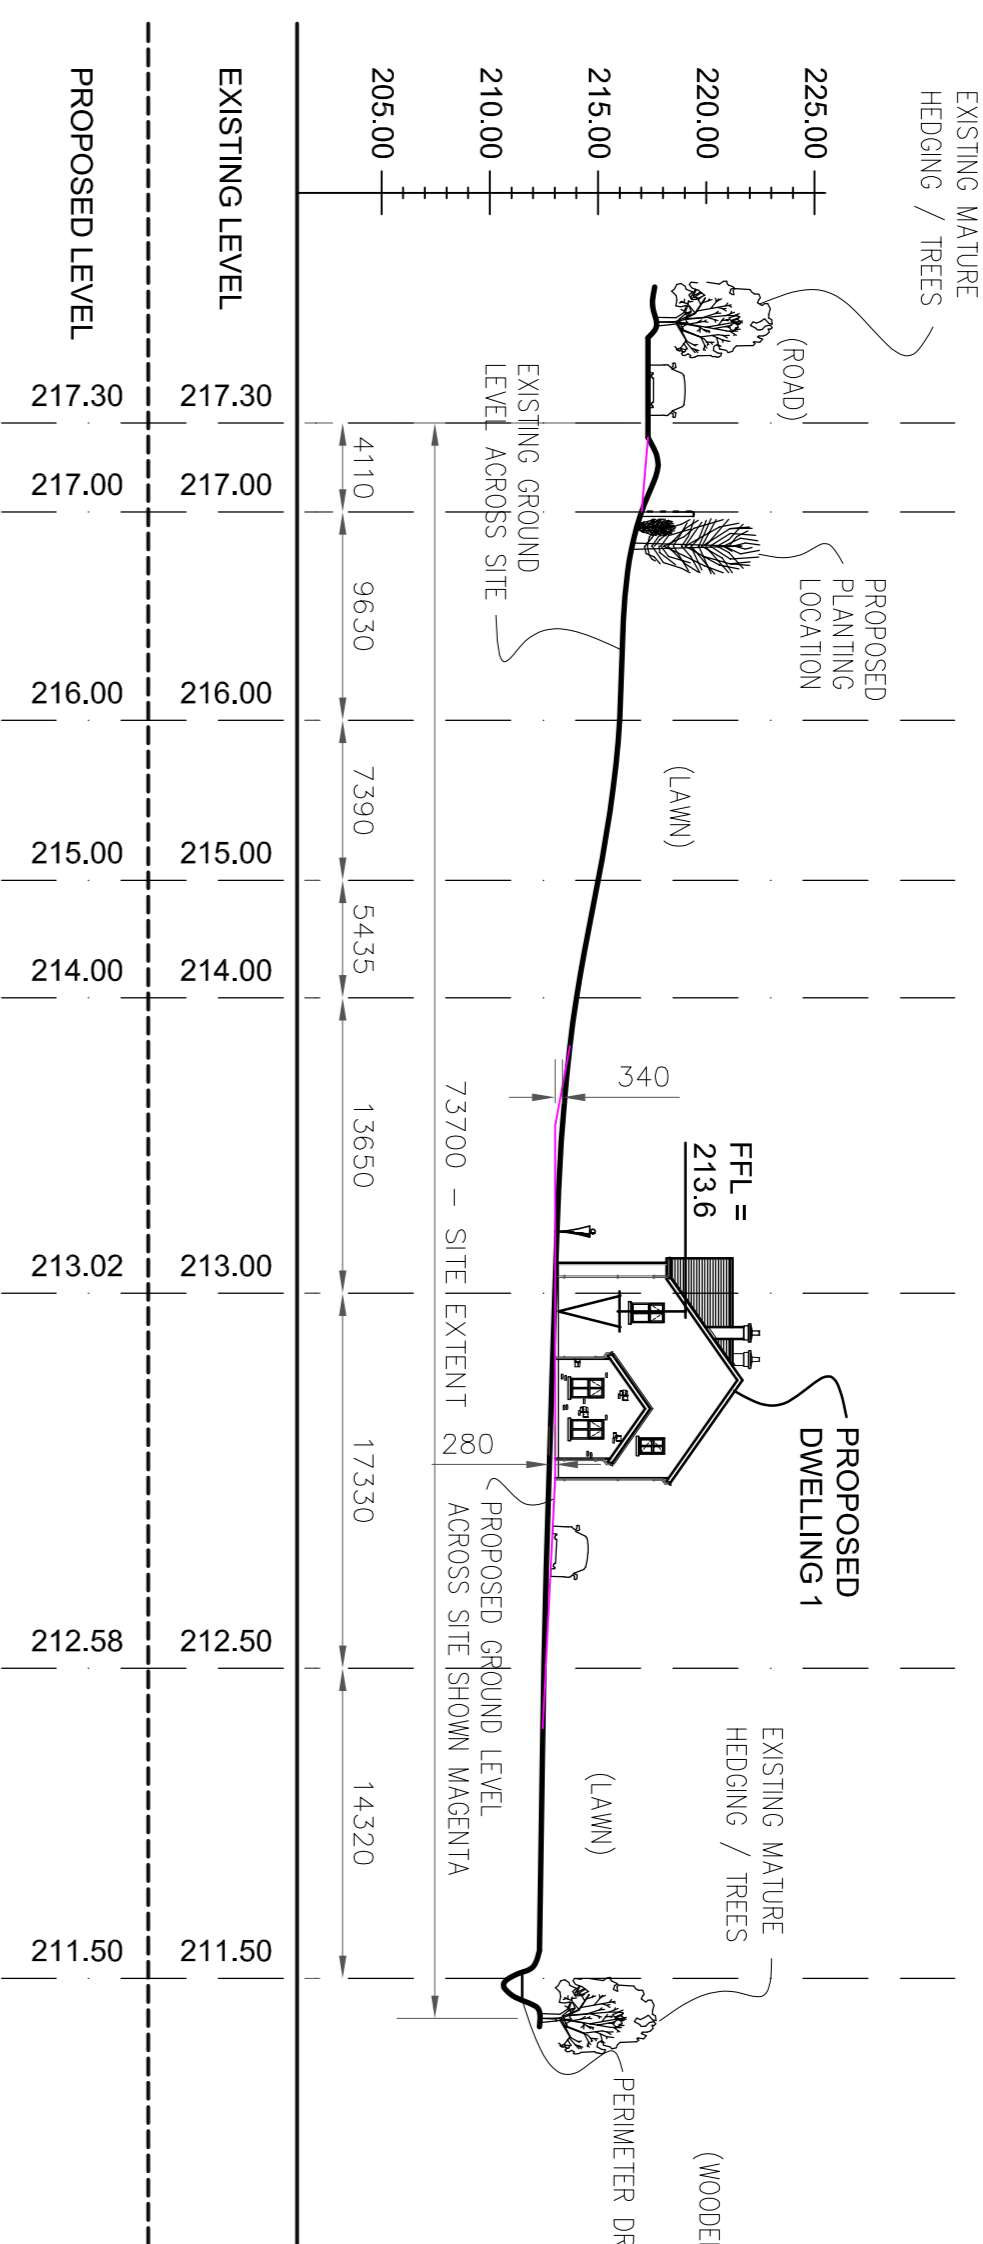 EXISTING MATURE
HEDGING / TREES
(ROAD)
225.00
220.00
215.00
210.00
205.00
EXISTING GROUND
LEVEL ACROSS SITE
PROPOSED
PLANTING
LOCATION
(LAWN)
340
FFL =
213.6
PROPOSED
DWELLING 1
73700 - SITE EXTENT
280
PROPOSED GROUND LEVEL
ACROSS SITE SHOWN MAGENTA
(LAWN)
EXISTING MATURE
HEDGING / TREES
PERIMETER DR
(WOODE
4110
9630
7390
5435
13650
17330
14320
EXISTING LEVEL
217.30
217.00
216.00
215.00
214.00
213.00
212.50
211.50
PROPOSED LEVEL
217.30
217.00
216.00
215.00
214.00
213.02
212.58
211.50